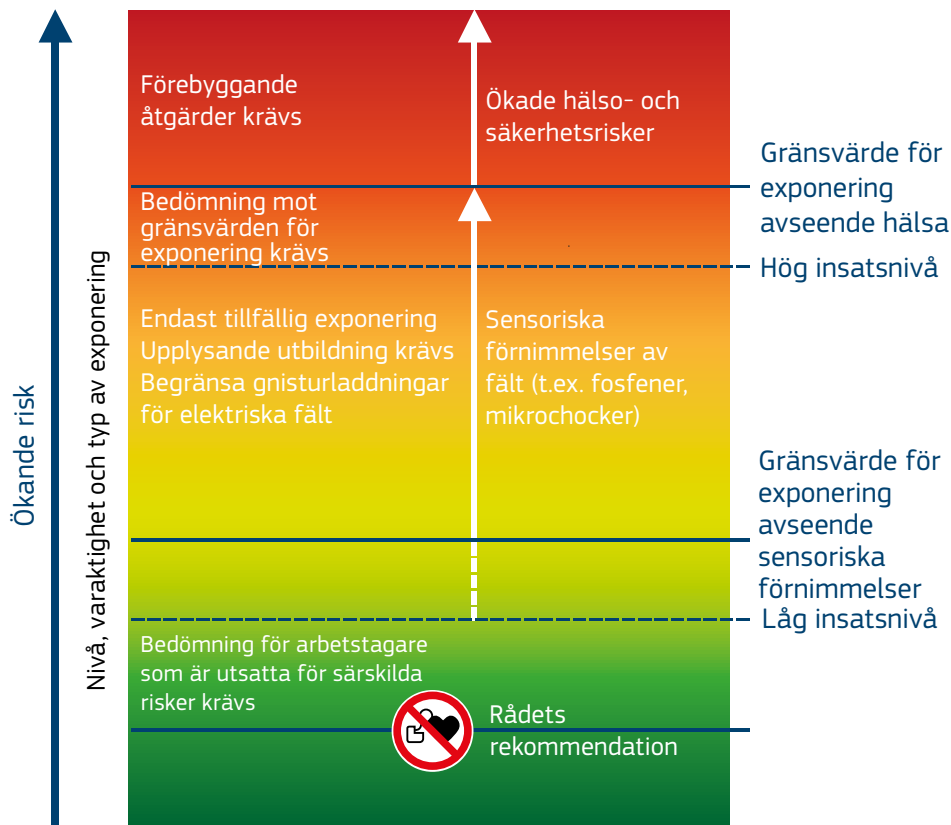 Ökande risk
Nivå, varaktighet och typ av exponering
Förebyggande
åtgärder krävs
Ökade hälso- och
säkerhetsrisker
Gränsvärde för
exponering
avseende hälsa
Bedömning mot
gränsvärden för
exponering krävs
Hög insatsnivå
Endast tillfällig exponering
Upplysande utbildning krävs
Begränsa gnisturladdningar
för elektriska fält
Sensoriska
förnimmelser av
fält (t.ex. fosfener,
mikrochocker)
Gränsvärde för
exponering
avseende
sensoriska
förnimmelser
Låg insatsnivå
Bedömning för arbetstagare
som är utsatta för särskilda
risker krävs
Rådets
rekommendation